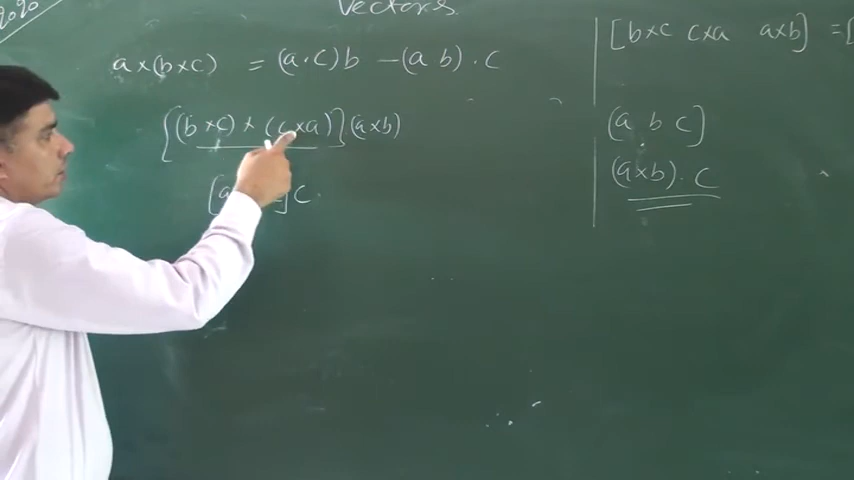 Vectors
a×(b×c) = (a·c)b − (a b)·c
[(b×c) × (c×a)](a×b)
[a ]c
[b×c c×a a×b] = [
(a b c]
(a×b)·c